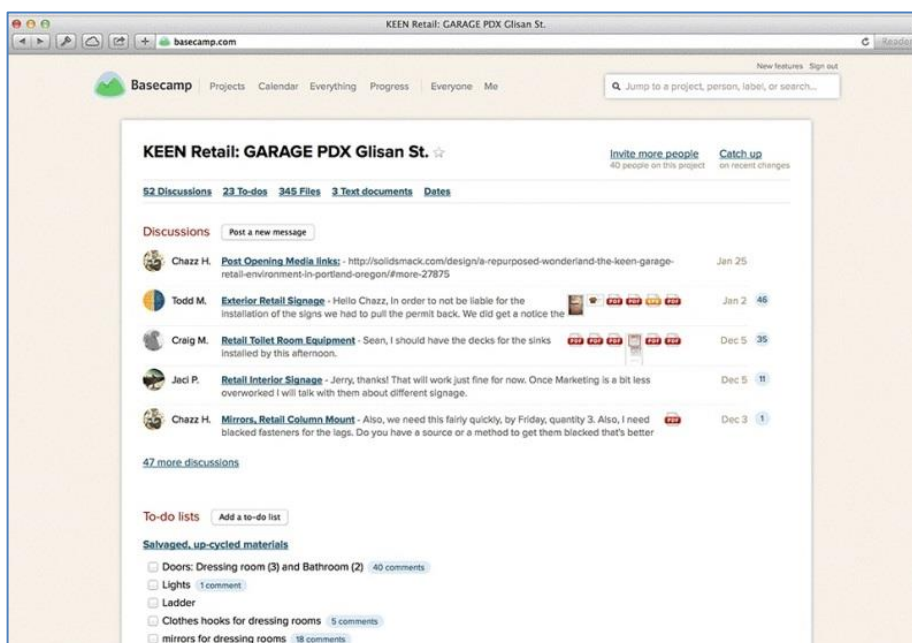 KEEN Retail: GARAGE PDX Glisan St.
basecamp.com
Reader
New features Sign out
Basecamp Projects Calendar Everything Progress Everyone Me
Jump to a project, person, label, or search...
KEEN Retail: GARAGE PDX Glisan St.
Invite more people Catch up
40 people on this project on recent changes
52 Discussions 23 To-dos 345 Files 3 Text documents Dates
Discussions Post a new message
Chazz H. Post Opening Media links: - http://solidsmack.com/design/a-repurposed-wonderland-the-keen-garage- Jan 25
retail-environment-in-portland-oregon/#more-27875
Todd M. Exterior Retail Signage - Hello Chazz, In order to not be liable for the PDF PDF PDF Jan 2 46
installation of the signs we had to pull the permit back. We did get a notice the
Craig M. Retail Toilet Room Equipment - Sean, I should have the decks for the sinks PDF PDF PDF PDF PDF Dec 5 35
installed by this afternoon.
Jaci P. Retail Interior Signage - Jerry, thanks! That will work just fine for now. Once Marketing is a bit less Dec 5 11
overworked I will talk with them about different signage.
Chazz H. Mirrors, Retail Column Mount - Also, we need this fairly quickly, by Friday, quantity 3. Also, I need PDF Dec 3 1
blacked fasteners for the lags. Do you have a source or a method to get them blacked that's better
47 more discussions
To-do lists Add a to-do list
Salvaged, up-cycled materials
Doors: Dressing room (3) and Bathroom (2) 40 comments
Lights 1 comment
Ladder
Clothes hooks for dressing rooms 5 comments
mirrors for dressing rooms 18 comments